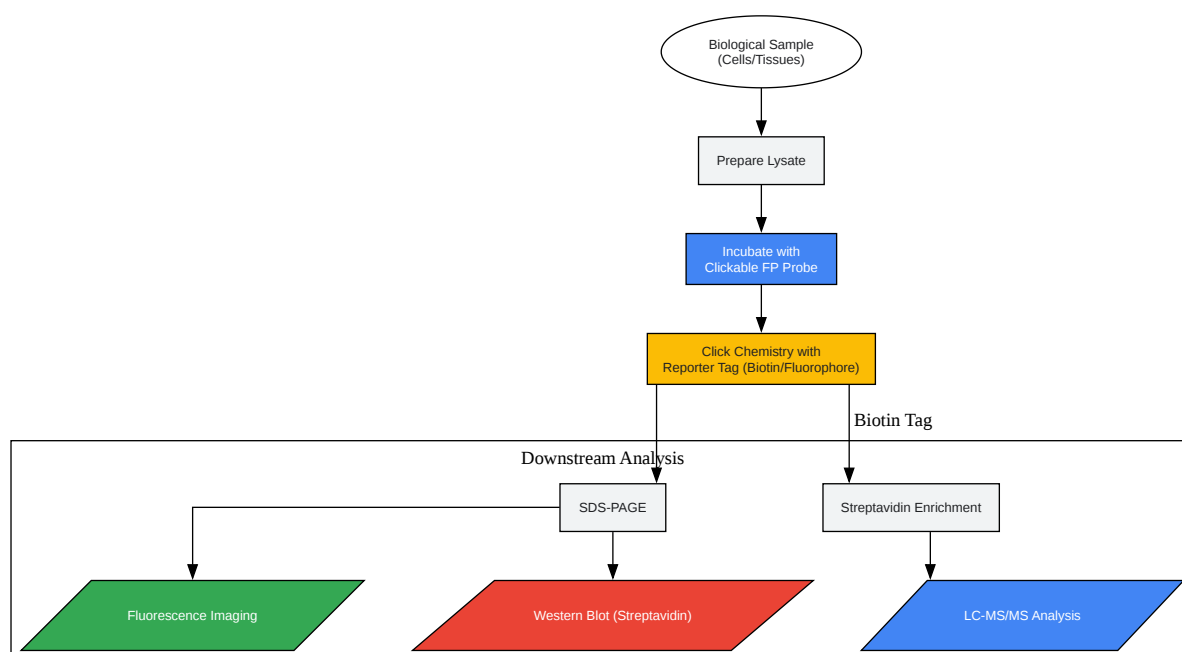 Biological Sample
(Cells/Tissues)
Prepare Lysate
Incubate with
Clickable FP Probe
Click Chemistry with
Reporter Tag (Biotin/Fluorophore)
Biotin Tag
Downstream Analysis
SDS-PAGE
Streptavidin Enrichment
Fluorescence Imaging
Western Blot (Streptavidin)
LC-MS/MS Analysis